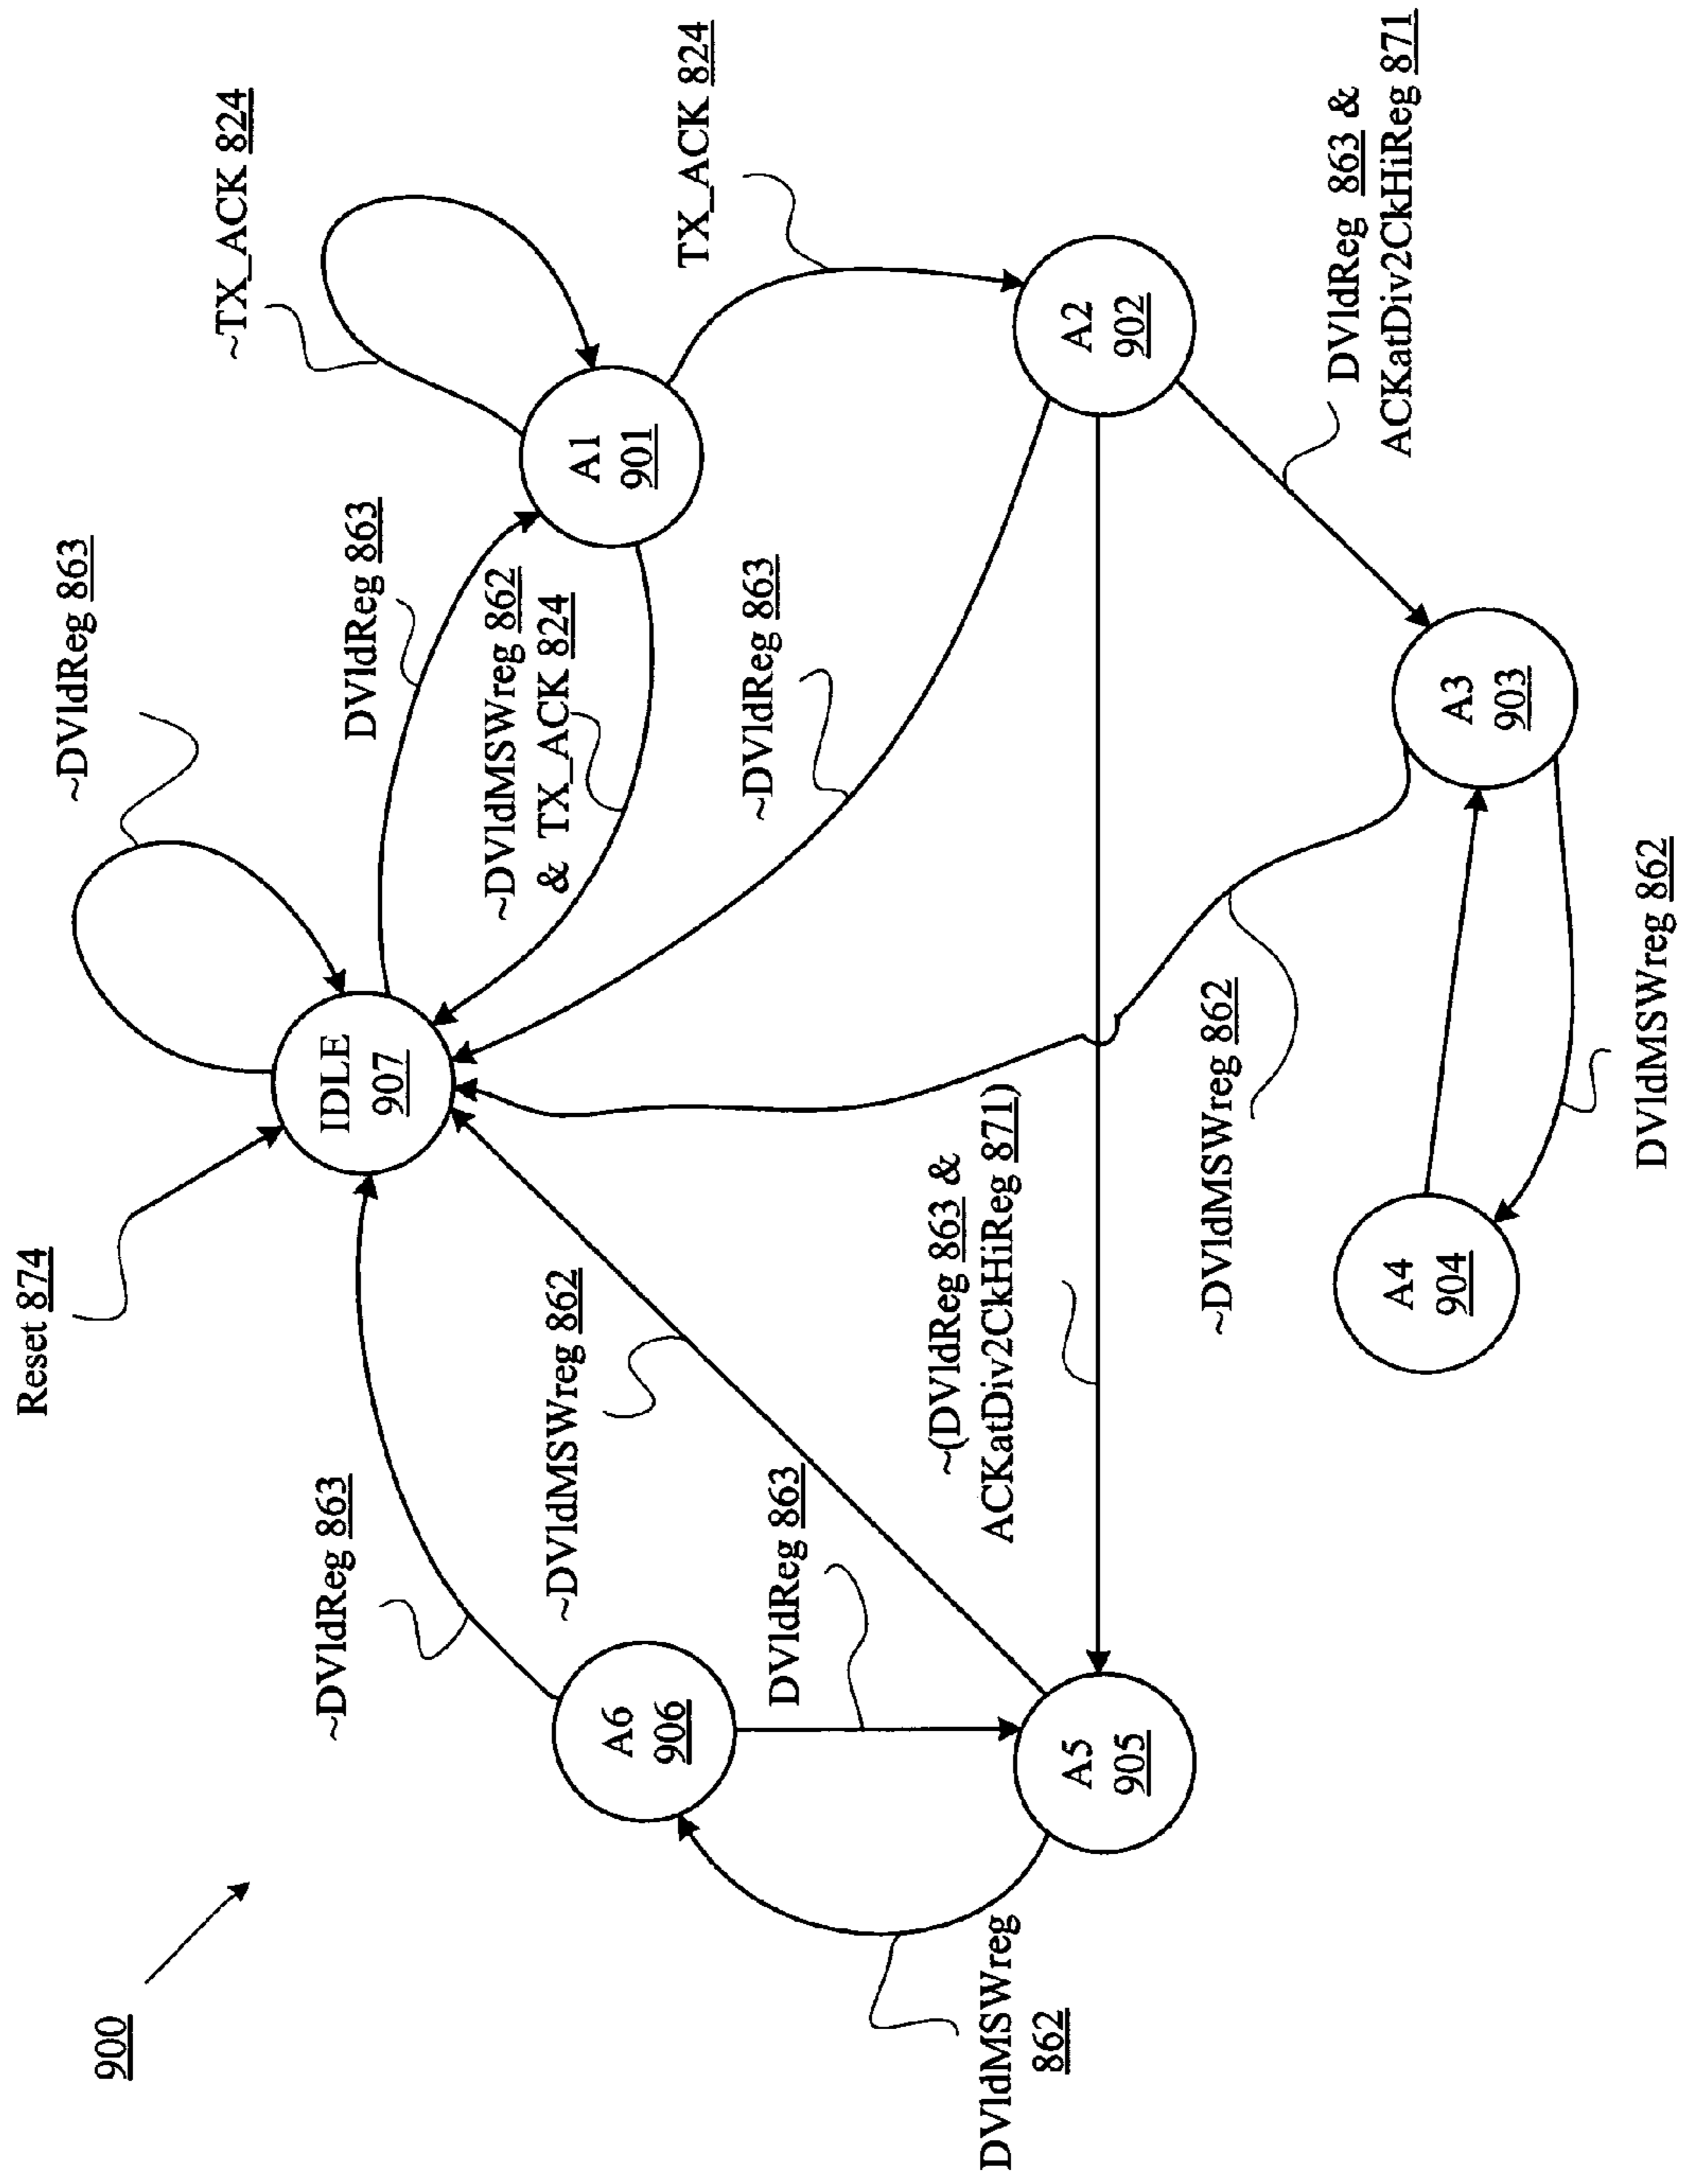 900
Reset 874
~DVldReg 863
~TX_ACK 824
~DVldReg 863
IDLE
907
DVldReg 863
~DVldMSWreg 862
& TX_ACK 824
~DVldMSWreg 862
A1
901
A6
906
TX_ACK 824
~DVldReg 863
DVldReg 863
~(DVldReg 863 &
ACKatDiv2CkHiReg 871)
DVldMSWreg
862
A5
905
A2
902
~DVldMSWreg 862
DVldReg 863 &
ACKatDiv2CkHiReg 871
A4
904
A3
903
DVldMSWreg 862